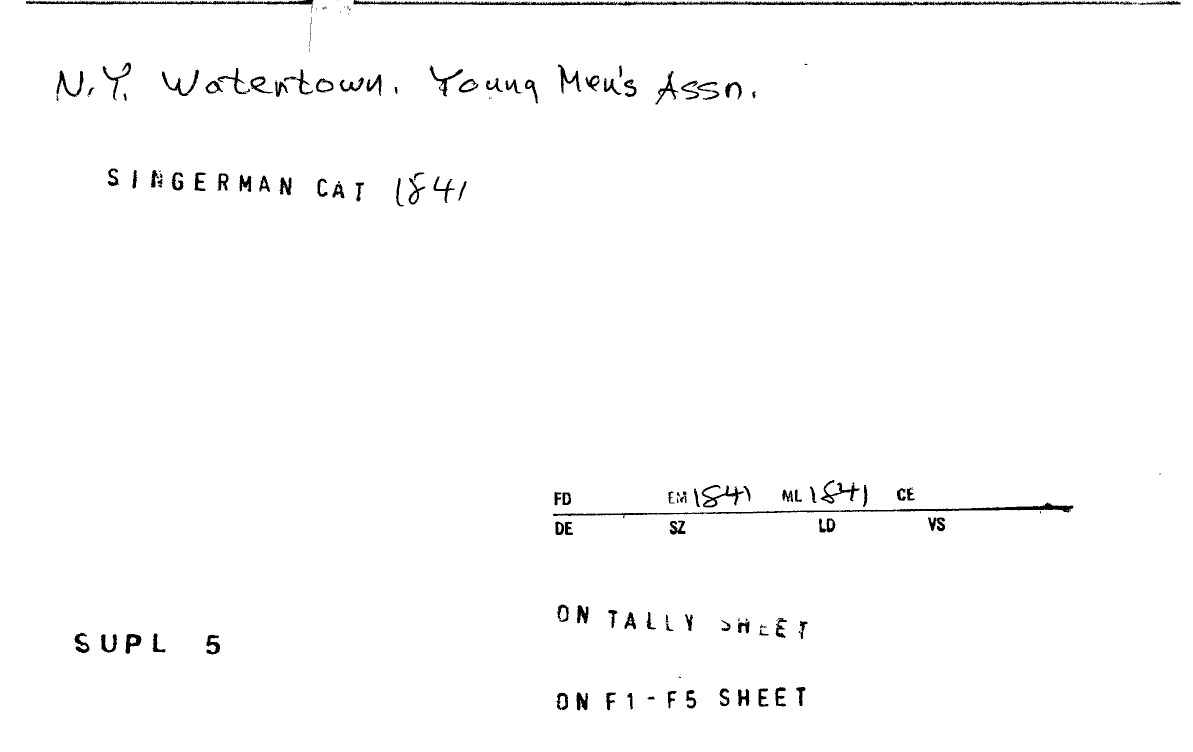 N.Y. Watertown. Young Men's Assn.
SINGERMAN CAT 1841
FD EM 1841 ML 1841 CE
DE SZ LD VS
ON TALLY SHEET
SUPL 5
ON F1-F5 SHEET